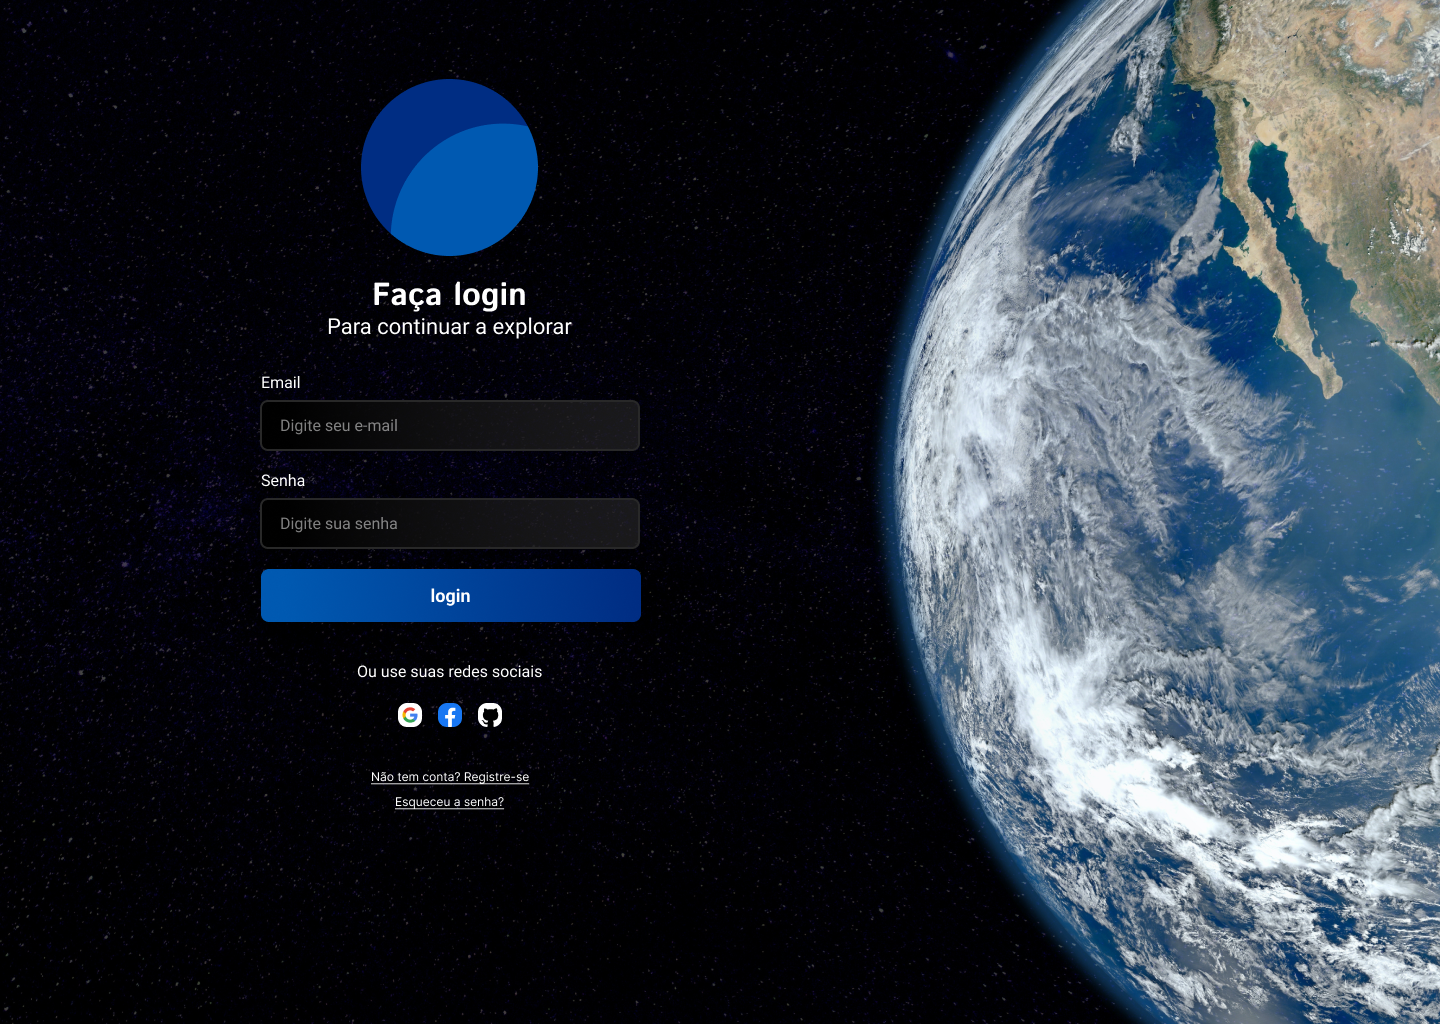 Faça login
Para continuar a explorar
Email
Digite seu e-mail
Senha
Digite sua senha
login
Ou use suas redes sociais
Não tem conta? Registre-se
Esqueceu a senha?